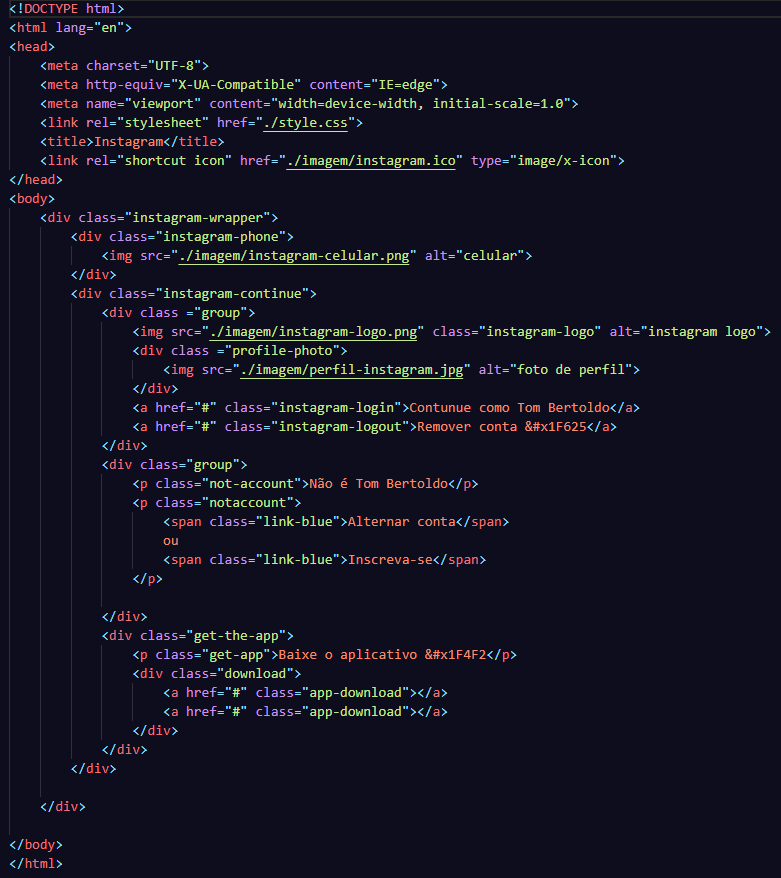 <!DOCTYPE html>
<html lang="en">
<head>
    <meta charset="UTF-8">
    <meta http-equiv="X-UA-Compatible" content="IE=edge">
    <meta name="viewport" content="width=device-width, initial-scale=1.0">
    <link rel="stylesheet" href="./style.css">
    <title>Instagram</title>
    <link rel="shortcut icon" href="./imagem/instagram.ico" type="image/x-icon">
</head>
<body>
    <div class="instagram-wrapper">
        <div class="instagram-phone">
            <img src="./imagem/instagram-celular.png" alt="celular">
        </div>
        <div class="instagram-continue">
            <div class ="group">
                <img src="./imagem/instagram-logo.png" class="instagram-logo" alt="instagram logo">
                <div class ="profile-photo">
                    <img src="./imagem/perfil-instagram.jpg" alt="foto de perfil">
                </div>
                <a href="#" class="instagram-login">Contunue como Tom Bertoldo</a>
                <a href="#" class="instagram-logout">Remover conta &#x1F625</a>
            </div>
            <div class="group">
                <p class="not-account">Não é Tom Bertoldo</p>
                <p class="notaccount">
                    <span class="link-blue">Alternar conta</span>
                    ou
                    <span class="link-blue">Inscreva-se</span>
                </p>
            </div>
            <div class="get-the-app">
                <p class="get-app">Baixe o aplicativo &#x1F4F2</p>
                <div class="download">
                    <a href="#" class="app-download"></a>
                    <a href="#" class="app-download"></a>
                </div>
            </div>
        </div>
    </div>
</body>
</html>